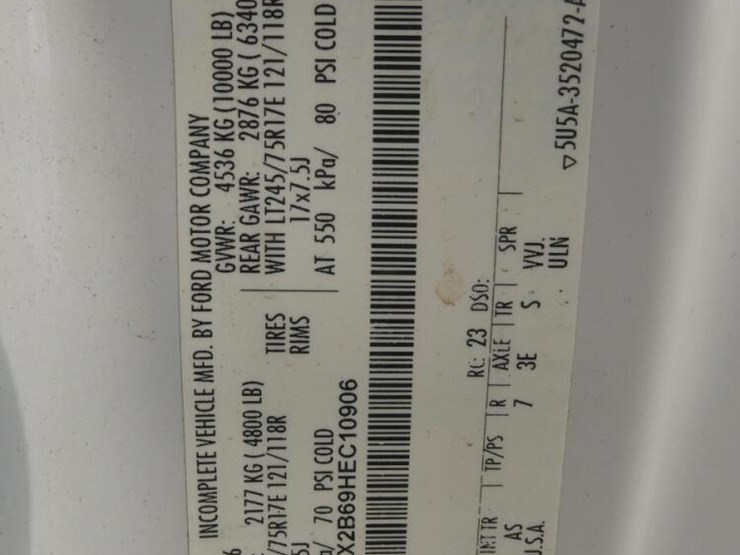 INCOMPLETE VEHICLE MFD. BY FORD MOTOR COMPANY
GVWR: 4536 KG (10000 LB)
2177 KG ( 4800 LB) REAR GAWR: 2876 KG ( 6340
/75R17E 121/118R TIRES WITH LT245/75R17E 121/118R
RIMS 17x7.5J
/ 70 PSI COLD AT 550 kPa/ 80 PSI COLD
X2B69HEC10906
RC: 23 DSO:
INT TR TP/PS R AXLE TR SPR
AS 7 3E S VVJ.
U.S.A. ULN
▽5U5A-3520472-A